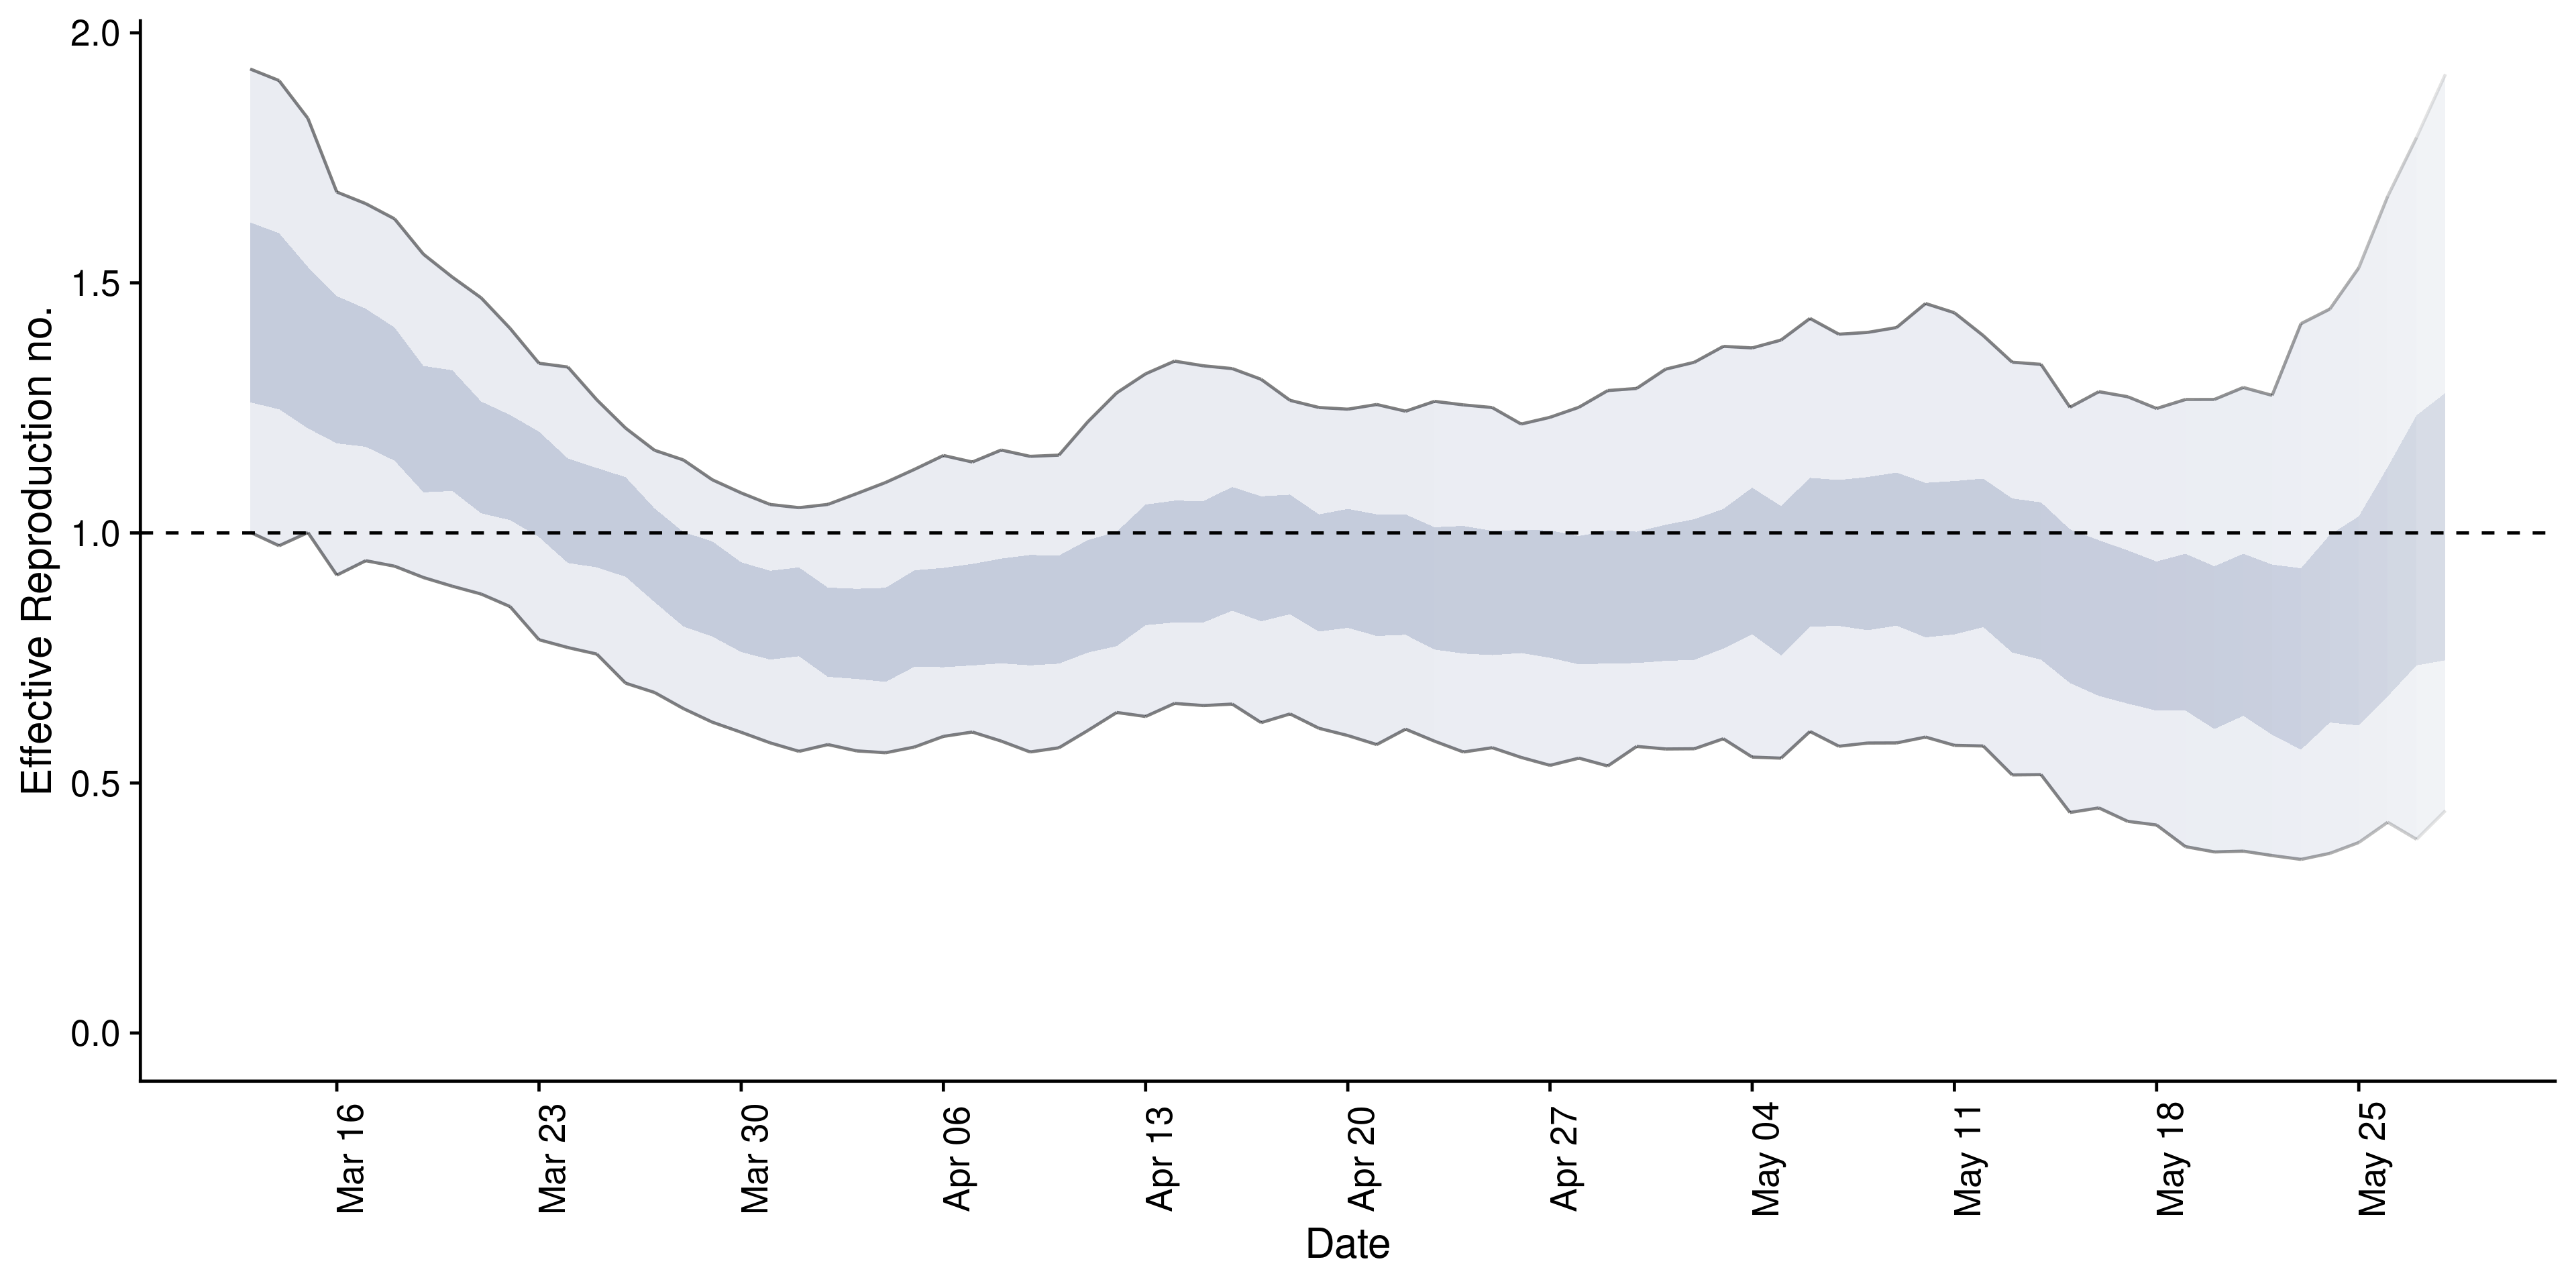 Effective Reproduction no.
2.0
1.5
1.0
0.5
0.0
Mar 16
Mar 23
Mar 30
Apr 06
Apr 13
Apr 20
Apr 27
May 04
May 11
May 18
May 25
Date